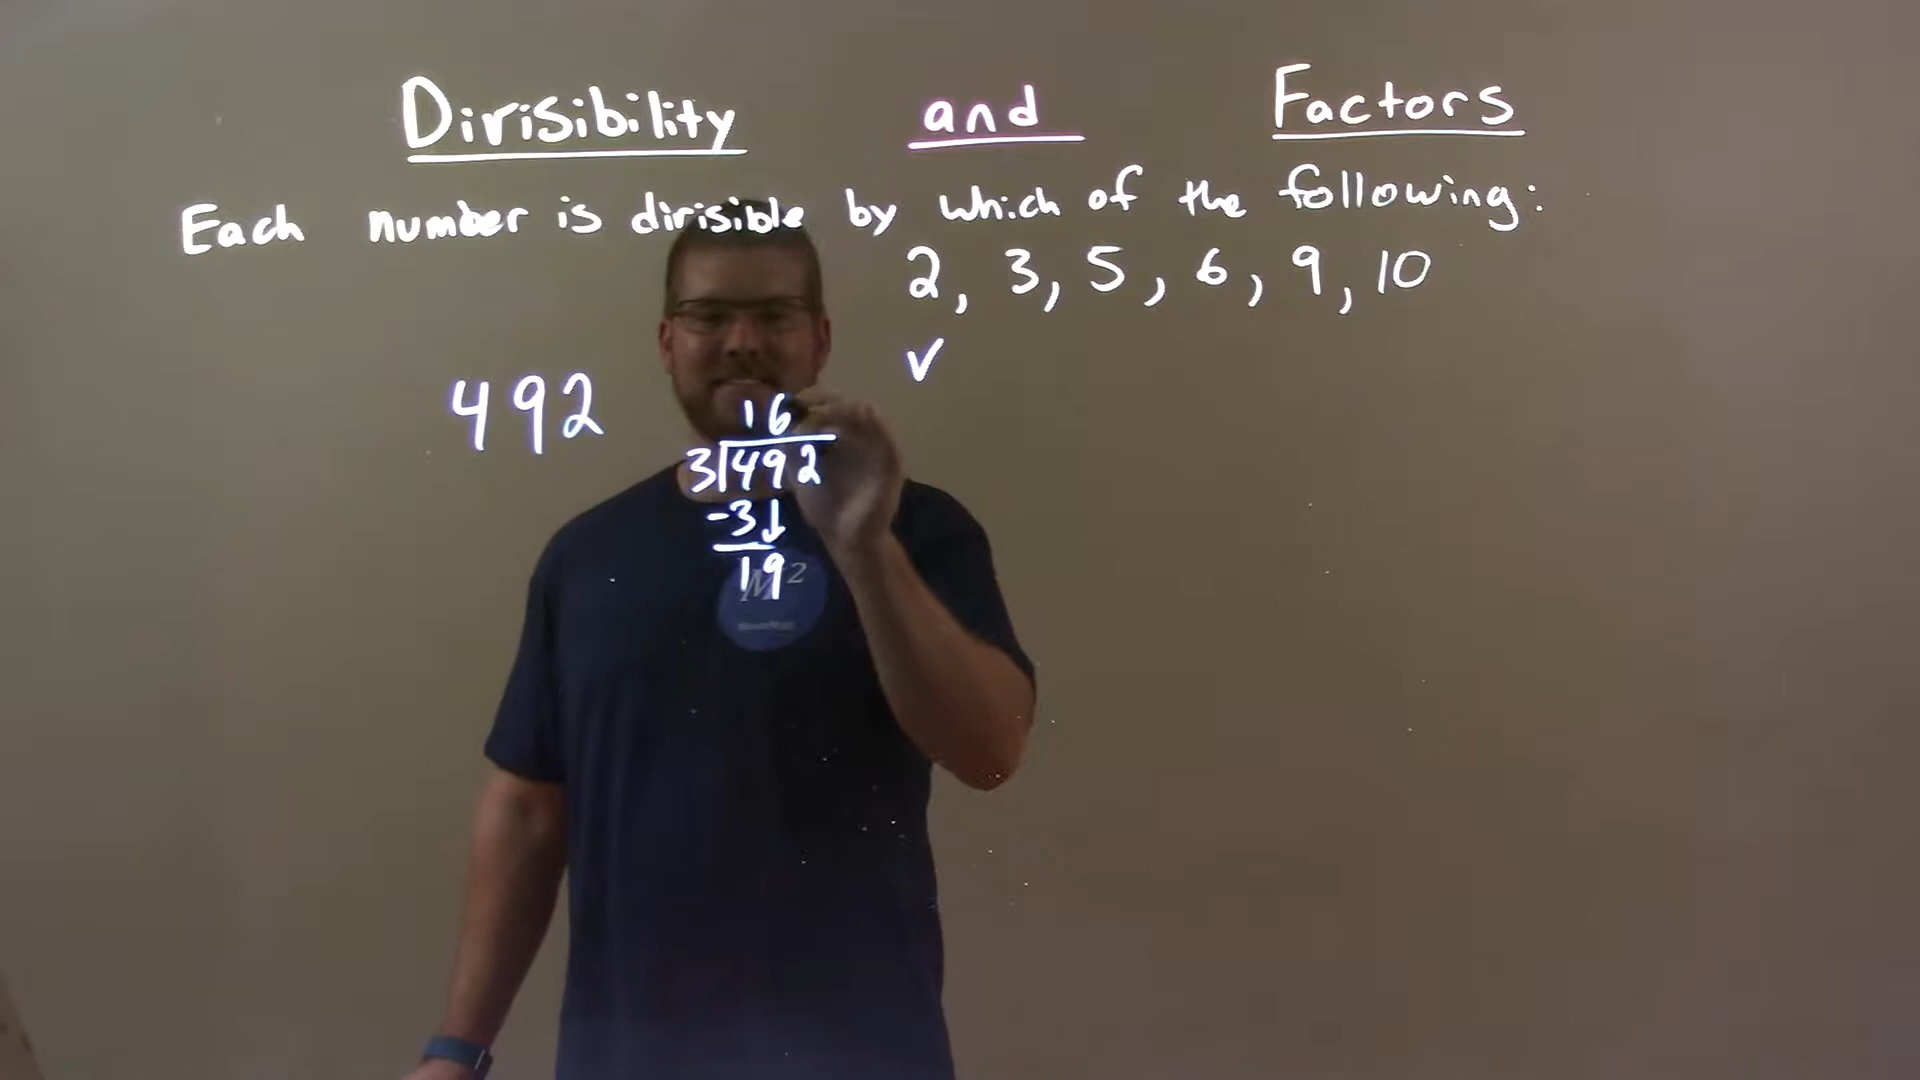 Dirisibility and Factors
Each number is dirisible by which of the following:
2, 3, 5, 6, 9, 10
✓
492
16
3 492
-3↓
19
M²